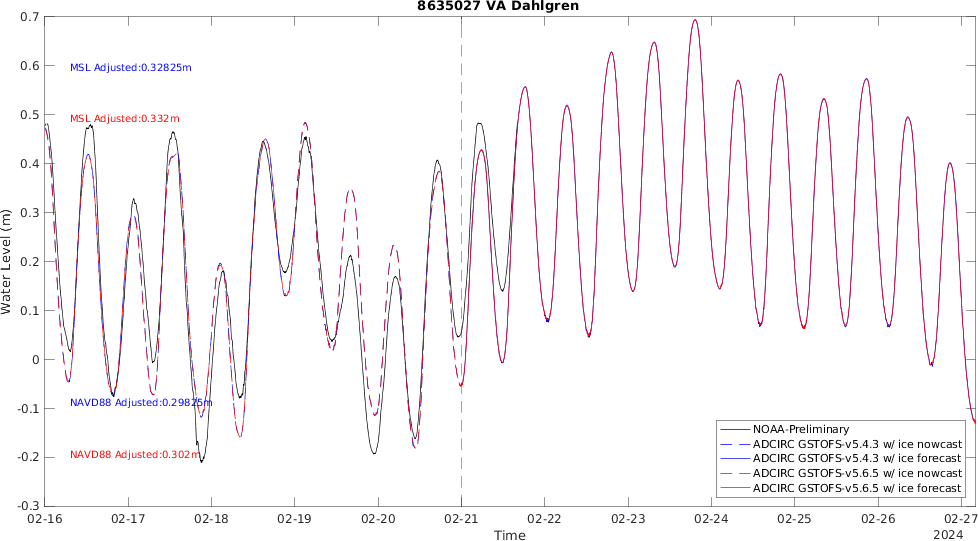 8635027 VA Dahlgren
0.7
0.6
0.5
0.4
0.3
0.2
0.1
0
-0.1
-0.2
-0.3
Water Level (m)
MSL Adjusted:0.32825m
MSL Adjusted:0.332m
NAVD88 Adjusted:0.29825m
NAVD88 Adjusted:0.302m
NOAA-Preliminary
ADCIRC GSTOFS-v5.4.3 w/ ice nowcast
ADCIRC GSTOFS-v5.4.3 w/ ice forecast
ADCIRC GSTOFS-v5.6.5 w/ ice nowcast
ADCIRC GSTOFS-v5.6.5 w/ ice forecast
02-16 02-17 02-18 02-19 02-20 02-21 02-22 02-23 02-24 02-25 02-26 02-27
Time
2024